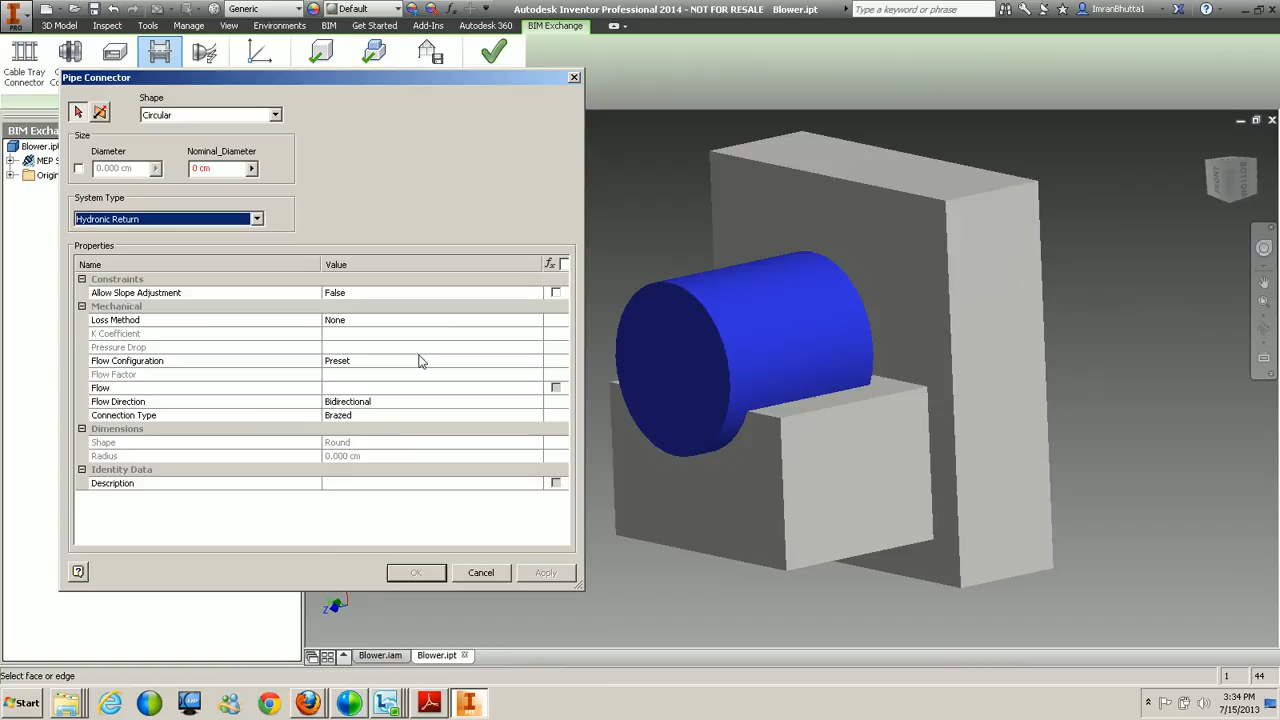 Generic
Default
Autodesk Inventor Professional 2014 - NOT FOR RESALE Blower.ipt
Type a keyword or phrase
ImranBhutta1
PRO
3D Model
Inspect
Tools
Manage
View
Environments
BIM
Get Started
Add-Ins
Autodesk 360
BIM Exchange
Cable Tray
Connector
Pipe Connector
Shape
Circular
Size
Diameter
Nominal_Diameter
0.000 cm
0 cm
System Type
Hydronic Return
Properties
Name Value fx
Constraints
Allow Slope Adjustment False
Mechanical
Loss Method None
K Coefficient
Pressure Drop
Flow Configuration Preset
Flow Factor
Flow
Flow Direction Bidirectional
Connection Type Brazed
Dimensions
Shape Round
Radius 0.000 cm
Identity Data
Description
OK
Cancel
Apply
BIM Exchan
Blower.ipt
MEP S
Origin
FRONT
BOTTOM
Z
Blower.iam
Blower.ipt
Select face or edge
1
44
Start
3:34 PM
7/15/2013